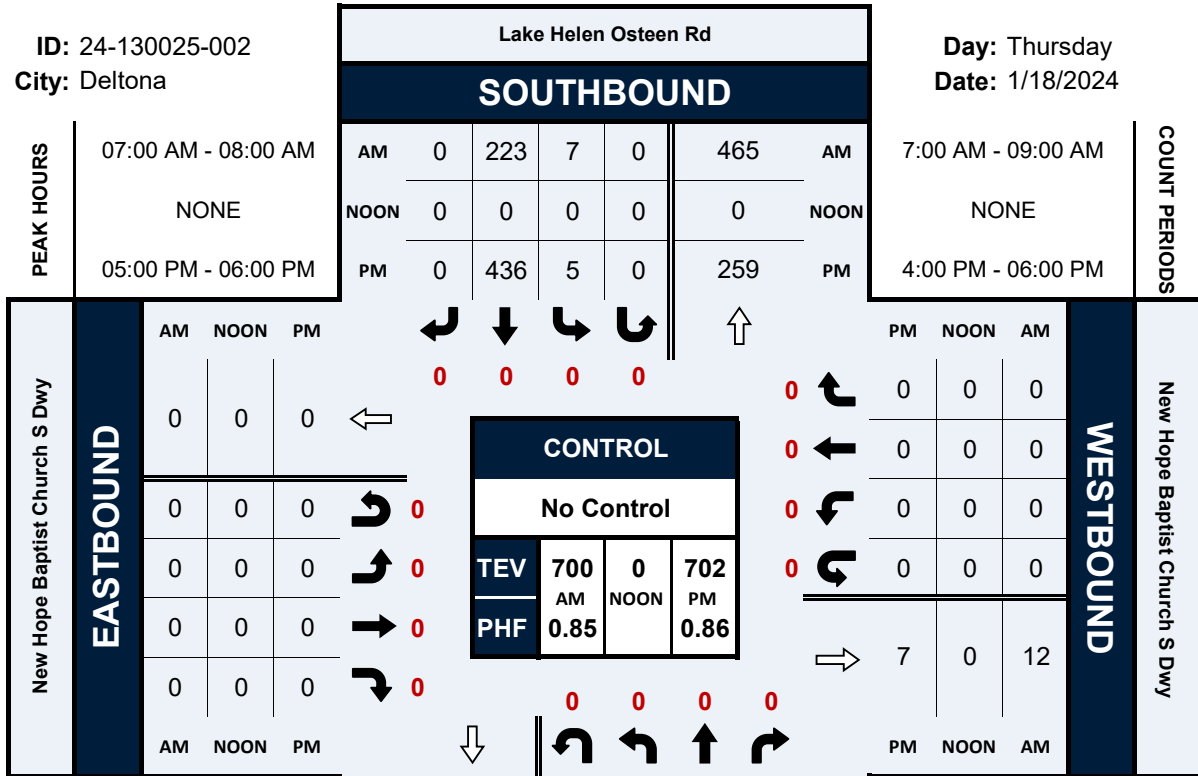 ID: 24-130025-002
City: Deltona
Lake Helen Osteen Rd
SOUTHBOUND
Day: Thursday
Date: 1/18/2024
PEAK HOURS
07:00 AM - 08:00 AM
NONE
05:00 PM - 06:00 PM
AM 0 223 7 0 465 AM
NOON 0 0 0 0 0 NOON
PM 0 436 5 0 259 PM
7:00 AM - 09:00 AM
NONE
4:00 PM - 06:00 PM
COUNT PERIODS
New Hope Baptist Church S Dwy
EASTBOUND
AM NOON PM
0 0 0
0 0 0 0
0 0 0 0
0 0 0 0
0 0 0 0
AM NOON PM
0 0 0 0
CONTROL
No Control
TEV 700 0 702
AM NOON PM
PHF 0.85 0.86
0 0 0 0
PM NOON AM
0 0 0 0
0 0 0 0
0 0 0 0
0 0 0 0
7 0 12
PM NOON AM
WESTBOUND
New Hope Baptist Church S Dwy